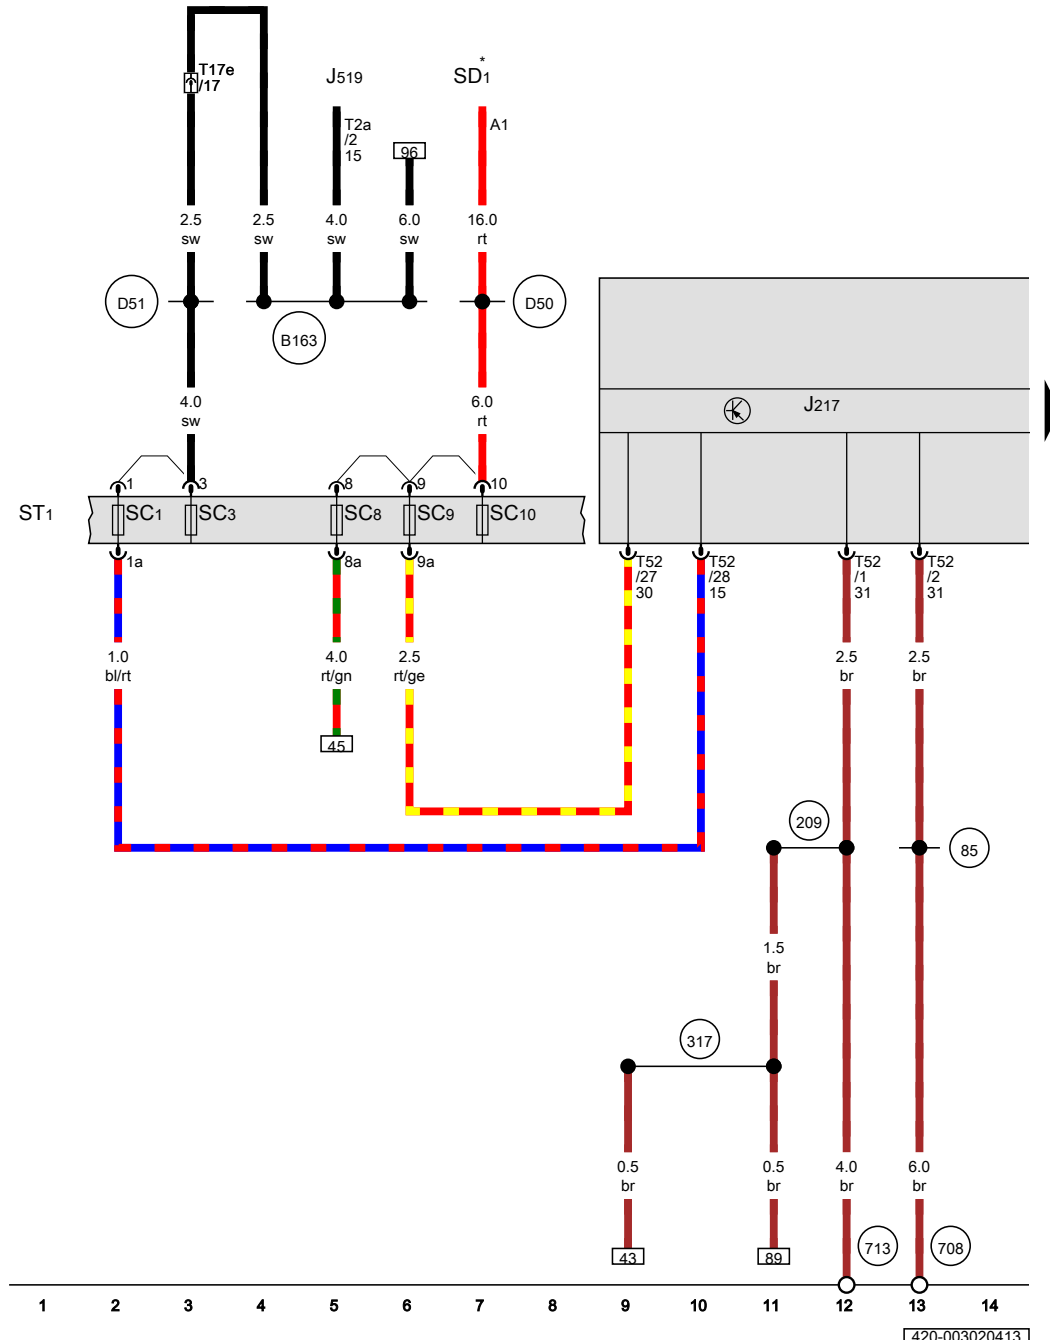 T17e
/17
J519
*
SD1
T2a
/2
15
A1
96
2.5
sw
2.5
sw
4.0
sw
6.0
sw
16.0
rt
D51
B163
D50
4.0
sw
6.0
rt
J217
1
3
8
9
10
ST1
SC1
SC3
SC8
SC9
SC10
1a
8a
9a
T52
/27
30
T52
/28
15
T52
/1
31
T52
/2
31
1.0
bl/rt
4.0
rt/gn
2.5
rt/ge
2.5
br
2.5
br
45
209
85
1.5
br
317
0.5
br
0.5
br
4.0
br
6.0
br
43
89
713
708
1 2 3 4 5 6 7 8 9 10 11 12 13 14
420-003020413